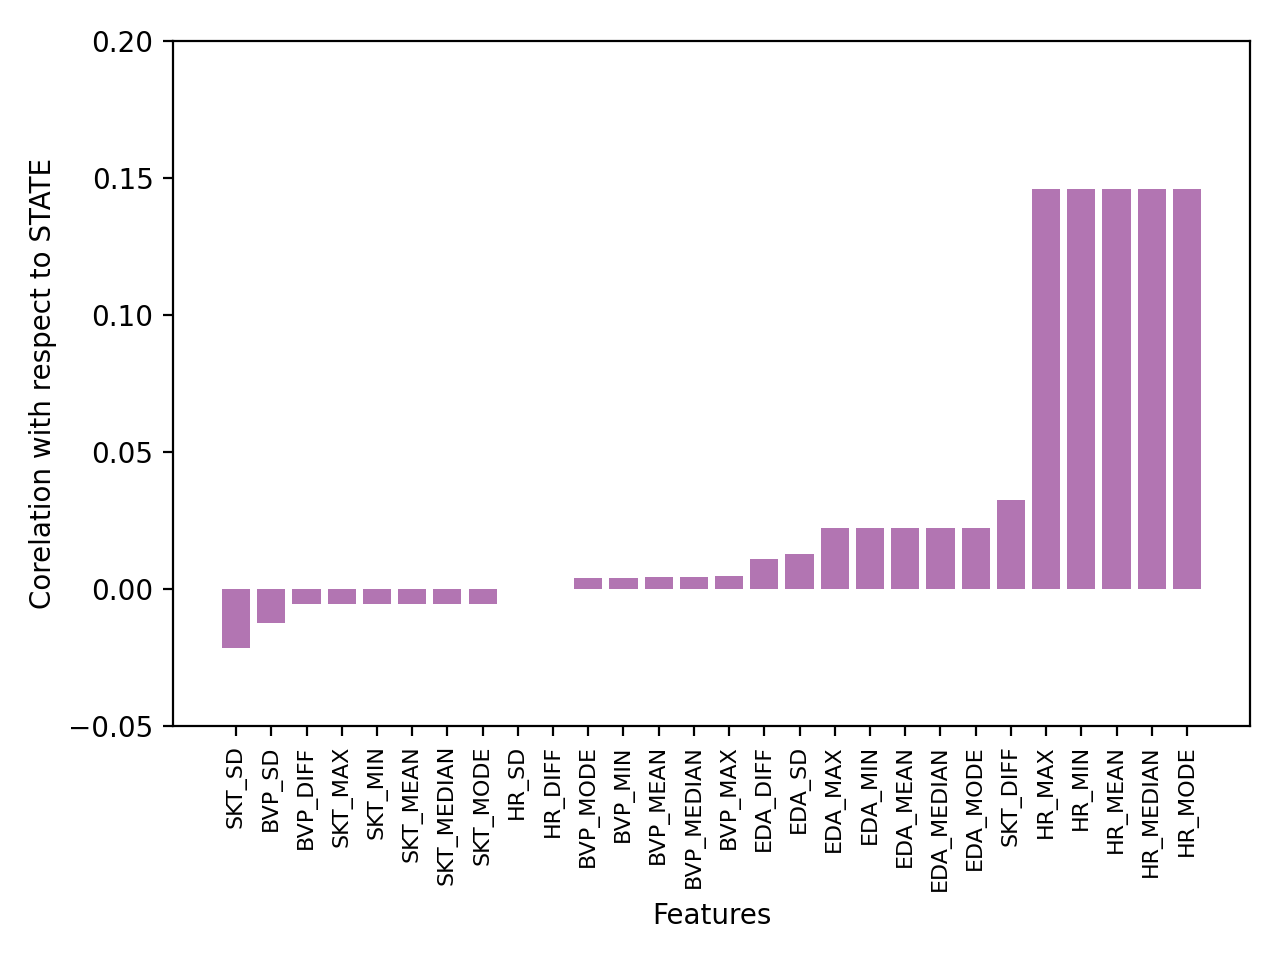 0.20
0.15
0.10
0.05
0.00
−0.05
Corelation with respect to STATE
SKT_SD
BVP_SD
BVP_DIFF
SKT_MAX
SKT_MIN
SKT_MEAN
SKT_MEDIAN
SKT_MODE
HR_SD
HR_DIFF
BVP_MODE
BVP_MIN
BVP_MEAN
BVP_MEDIAN
BVP_MAX
EDA_DIFF
EDA_SD
EDA_MAX
EDA_MIN
EDA_MEAN
EDA_MEDIAN
EDA_MODE
SKT_DIFF
HR_MAX
HR_MIN
HR_MEAN
HR_MEDIAN
HR_MODE
Features